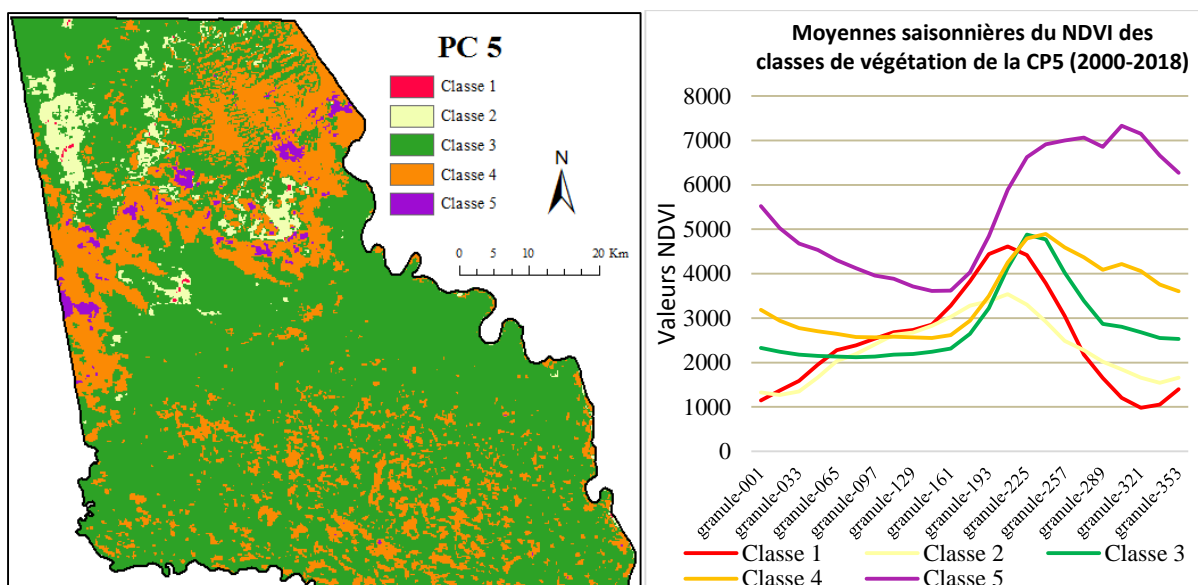 PC 5
Classe 1
Classe 2
Classe 3
Classe 4
Classe 5
N
0 10 20 Km
Moyennes saisonnières du NDVI des
classes de végétation de la CP5 (2000-2018)
Valeurs NDVI
8000
7000
6000
5000
4000
3000
2000
1000
0
granule-001
granule-033
granule-065
granule-097
granule-129
granule-161
granule-193
granule-225
granule-257
granule-289
granule-321
granule-353
Classe 1 Classe 2 Classe 3
Classe 4 Classe 5